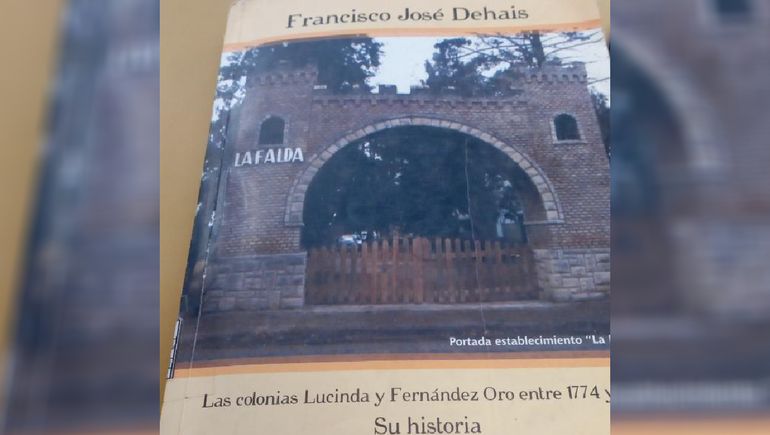 Francisco José Dehais
LA FALDA
Portada establecimiento "La
Las colonias Lucinda y Fernández Oro entre 1774 y
Su historia